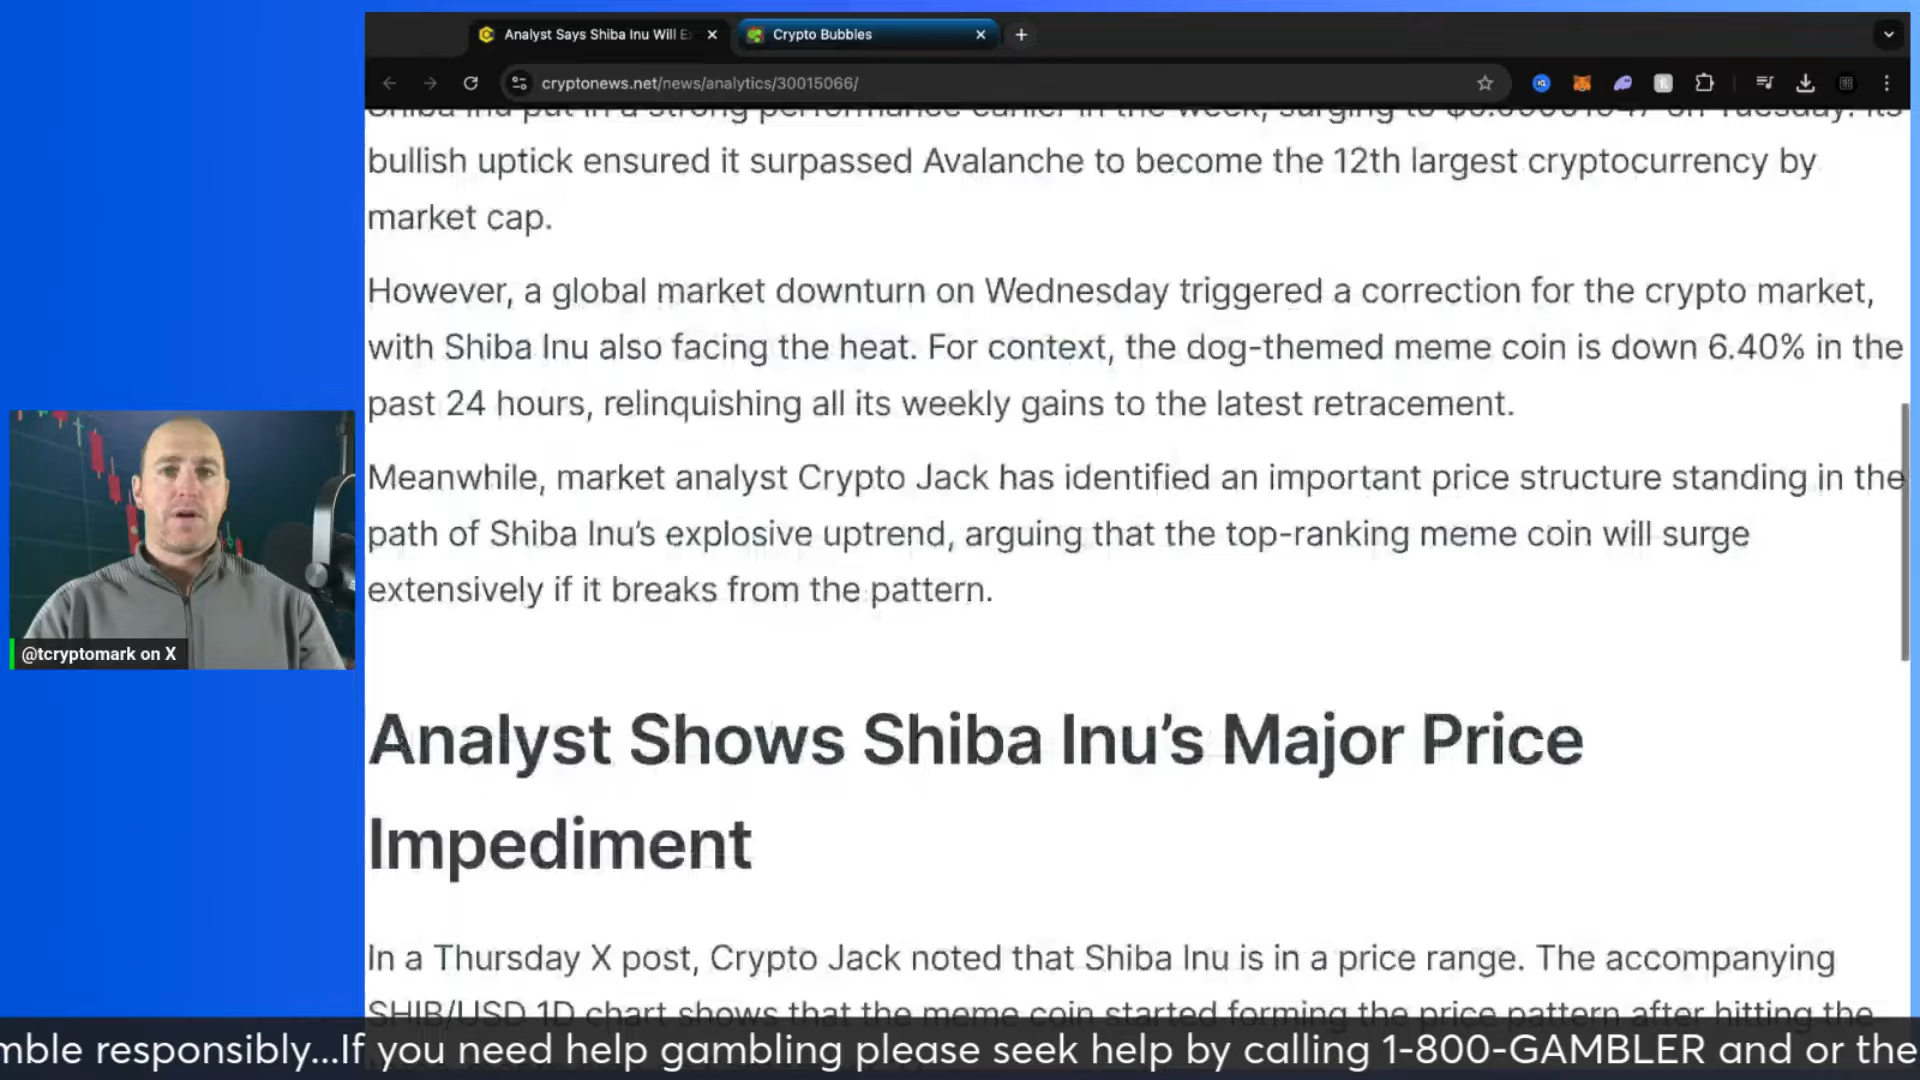 Analyst Says Shiba Inu Will E
Crypto Bubbles
cryptonews.net/news/analytics/30015066/
Shiba Inu put in a strong performance earlier in the week, surging to on Tuesday. Its
bullish uptick ensured it surpassed Avalanche to become the 12th largest cryptocurrency by
market cap.
However, a global market downturn on Wednesday triggered a correction for the crypto market,
with Shiba Inu also facing the heat. For context, the dog-themed meme coin is down 6.40% in the
past 24 hours, relinquishing all its weekly gains to the latest retracement.
Meanwhile, market analyst Crypto Jack has identified an important price structure standing in the
path of Shiba Inu’s explosive uptrend, arguing that the top-ranking meme coin will surge
extensively if it breaks from the pattern.
@tcryptomark on X
Analyst Shows Shiba Inu’s Major Price
Impediment
In a Thursday X post, Crypto Jack noted that Shiba Inu is in a price range. The accompanying
SHIB/USD 1D chart shows that the meme coin started forming the price pattern after hitting the
mble responsibly...If you need help gambling please seek help by calling 1-800-GAMBLER and or the